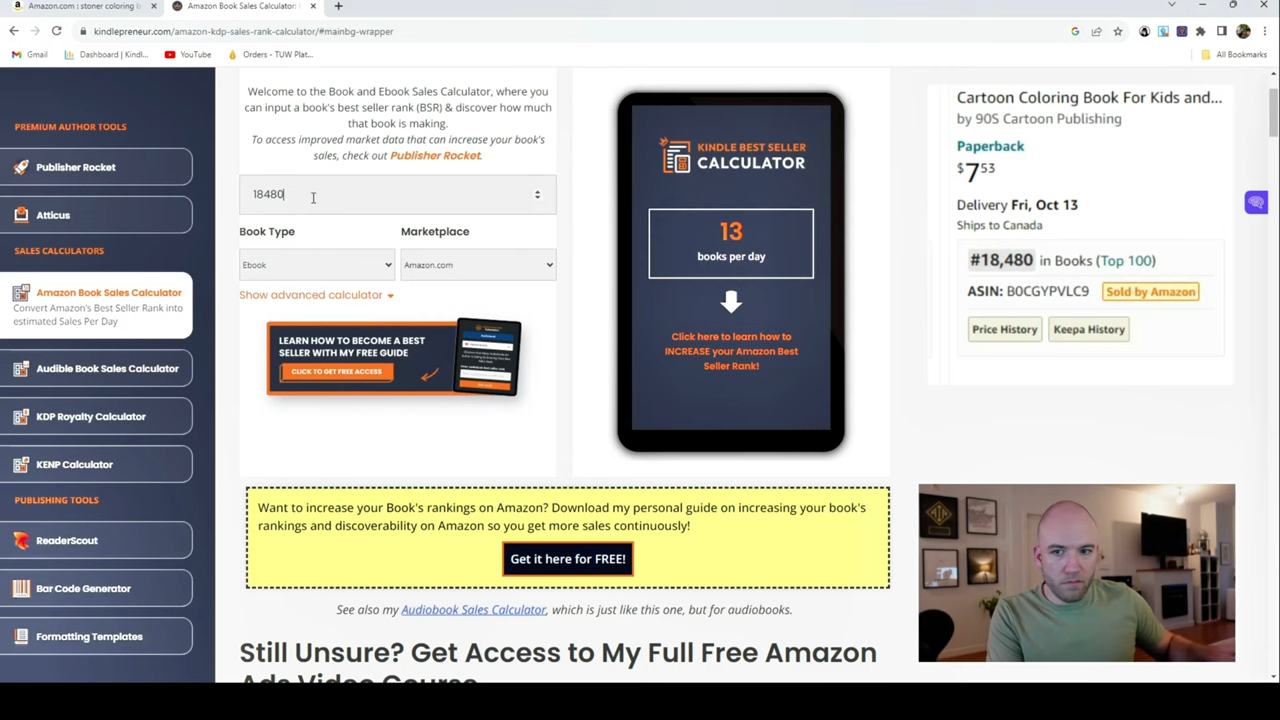 Amazon.com : stoner coloring b
Amazon Book Sales Calculator
kindlepreneur.com/amazon-kdp-sales-rank-calculator/#mainbg-wrapper
Gmail
Dashboard | Kindl...
YouTube
Orders - TUW Plat...
All Bookmarks
PREMIUM AUTHOR TOOLS
Publisher Rocket
Atticus
SALES CALCULATORS
Amazon Book Sales Calculator
Convert Amazon's Best Seller Rank into
estimated Sales Per Day
Audible Book Sales Calculator
KDP Royalty Calculator
KENP Calculator
PUBLISHING TOOLS
ReaderScout
Bar Code Generator
Formatting Templates
Welcome to the Book and Ebook Sales Calculator, where you
can input a book's best seller rank (BSR) & discover how much
that book is making.
To access improved market data that can increase your book's
sales, check out Publisher Rocket.
18480
Book Type
Marketplace
Ebook
Amazon.com
Show advanced calculator
LEARN HOW TO BECOME A BEST
SELLER WITH MY FREE GUIDE
CLICK TO GET FREE ACCESS
KINDLE BEST SELLER
CALCULATOR
13
books per day
Click here to learn how to
INCREASE your Amazon Best
Seller Rank!
Want to increase your Book's rankings on Amazon? Download my personal guide on increasing your book's
rankings and discoverability on Amazon so you get more sales continuously!
Get it here for FREE!
See also my Audiobook Sales Calculator, which is just like this one, but for audiobooks.
Still Unsure? Get Access to My Full Free Amazon
Ads Video Course
Cartoon Coloring Book For Kids and...
by 90S Cartoon Publishing
Paperback
$7 53
Delivery Fri, Oct 13
Ships to Canada
#18,480 in Books (Top 100)
ASIN: B0CGYPVLC9 Sold by Amazon
Price History
Keepa History